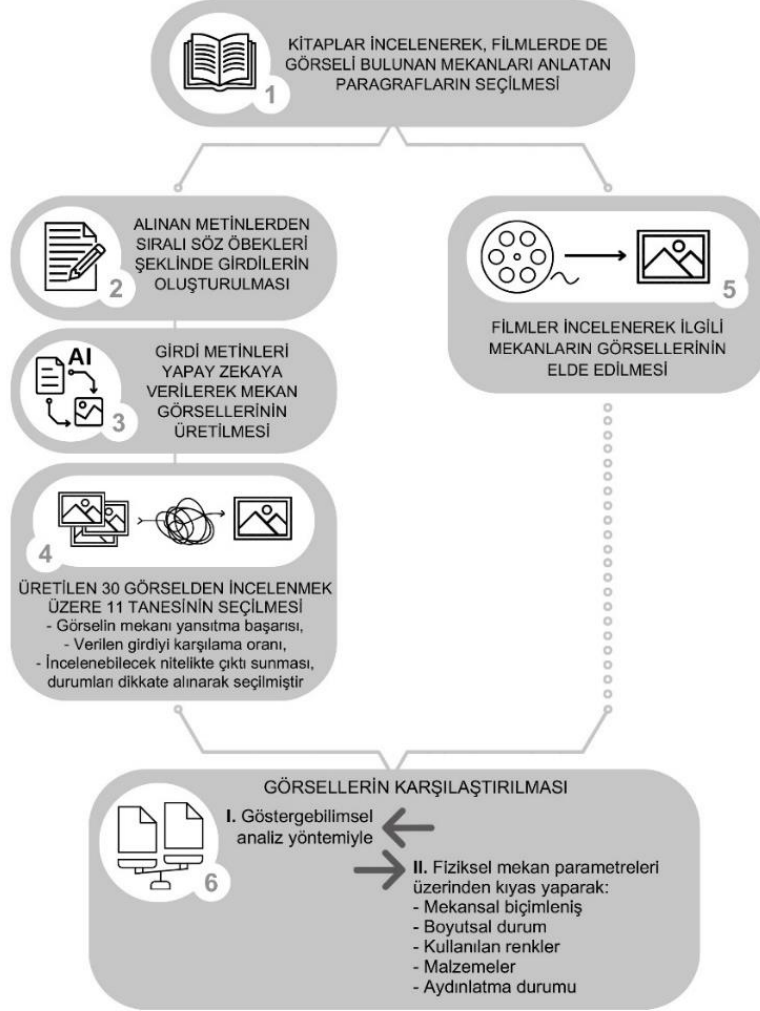 KİTAPLAR İNCELENEREK, FİLMLERDE DE
GÖRSELİ BULUNAN MEKANLARI ANLATAN
PARAGRAFLARIN SEÇİLMESİ
1
ALINAN METİNLERDEN
SIRALI SÖZ ÖBEKLERİ
ŞEKLİNDE GİRDİLERİN
OLUŞTURULMASI
2
AI
GİRDİ METİNLERİ
YAPAY ZEKAYA
VERİLEREK MEKAN
GÖRSELLERİNİN
ÜRETİLMESİ
3
4
ÜRETİLEN 30 GÖRSELDEN İNCELENMEK
ÜZERE 11 TANESİNİN SEÇİLMESİ
- Görselin mekanı yansıtma başarısı,
- Verilen girdiyi karşılama oranı,
- İncelenebilecek nitelikte çıktı sunması,
durumları dikkate alınarak seçilmiştir
5
FİLMLER İNCELENEREK İLGİLİ
MEKANLARIN GÖRSELLERİNİN
ELDE EDİLMESİ
GÖRSELLERİN KARŞILAŞTIRILMASI
I. Göstergebilimsel
analiz yöntemiyle
6
II. Fiziksel mekan parametreleri
üzerinden kıyas yaparak:
- Mekansal biçimleniş
- Boyutsal durum
- Kullanılan renkler
- Malzemeler
- Aydınlatma durumu